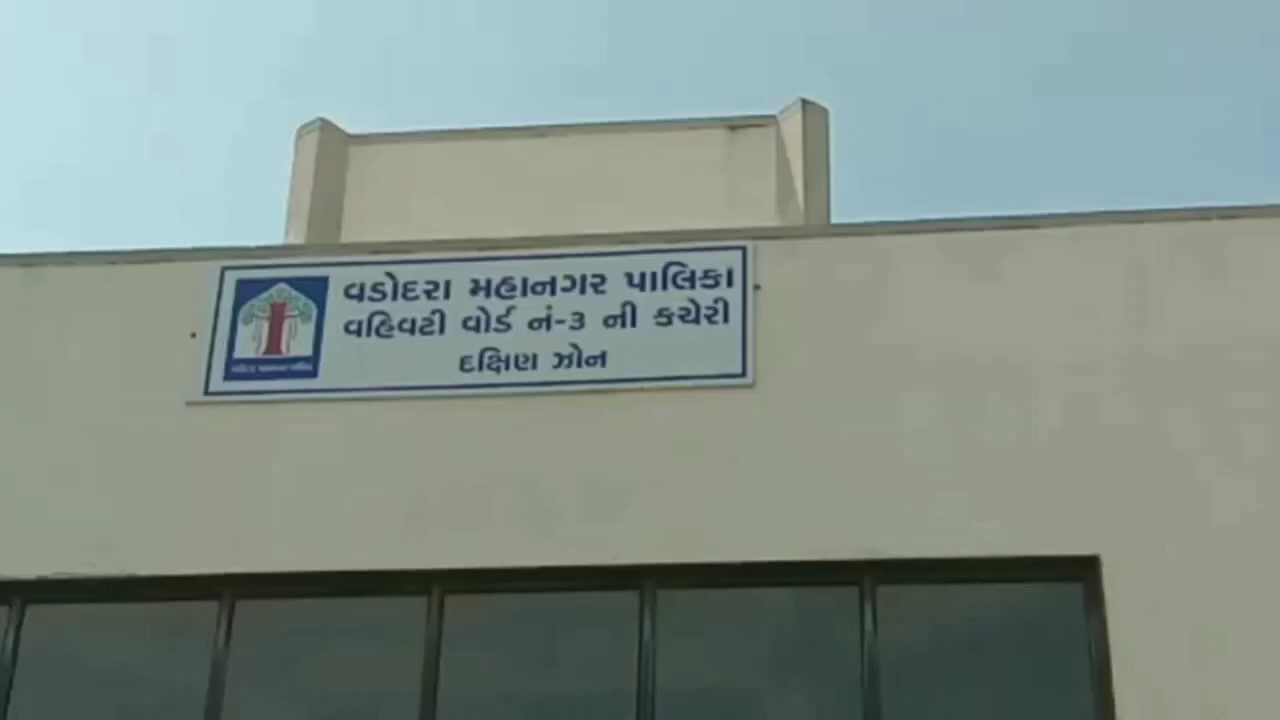 વડોદરા મહાનગર પાલિકા
વહિવટી વોર્ડ નં-૩ ની કચેરી
દક્ષિણ ઝોન